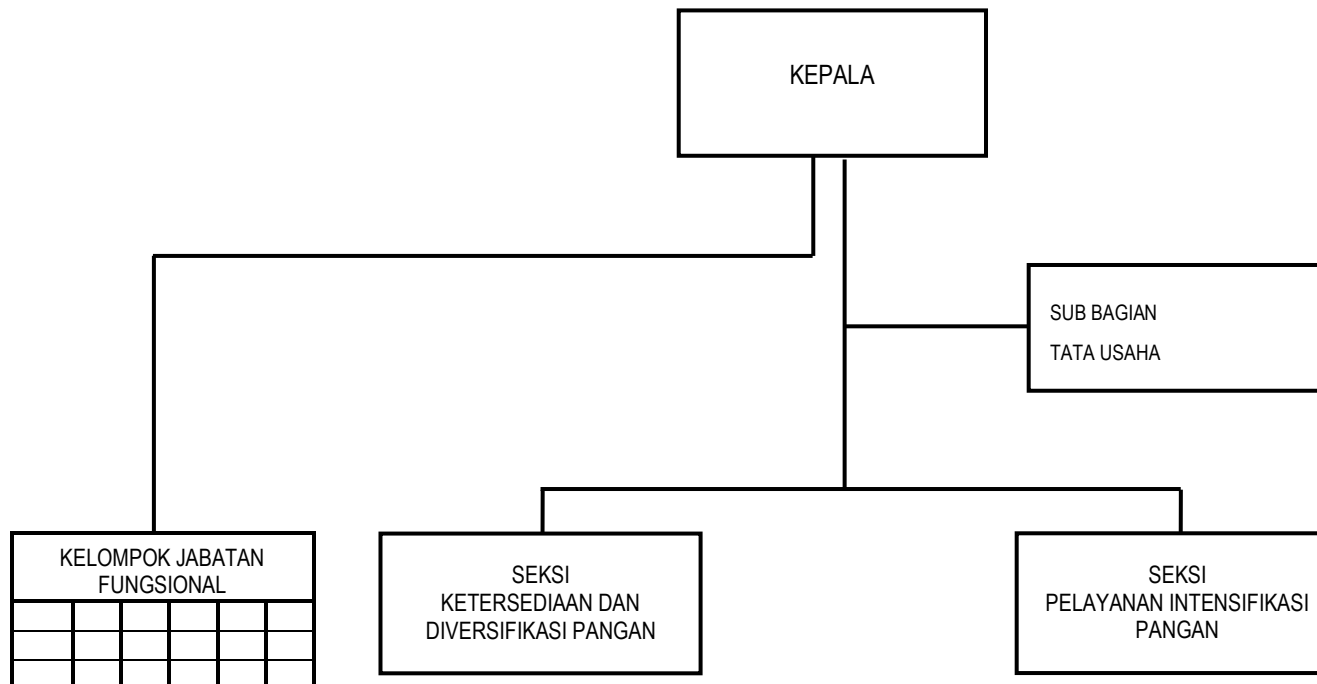 KEPALA
SUB BAGIAN
TATA USAHA
KELOMPOK JABATAN
FUNGSIONAL
SEKSI
KETERSEDIAAN DAN
DIVERSIFIKASI PANGAN
SEKSI
PELAYANAN INTENSIFIKASI
PANGAN